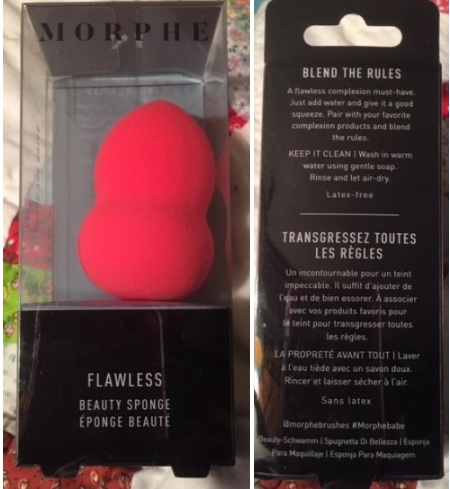 MORPHE
FLAWLESS
BEAUTY SPONGE
ÉPONGE BEAUTÉ
BLEND THE RULES
A flawless complexion must-have.
Just add water and give it a good
squeeze. Pair with your favorite
complexion products and blend
the rules.
KEEP IT CLEAN | Wash in warm
water using gentle soap.
Rinse and let air-dry.
Latex-free
TRANSGRESSEZ TOUTES
LES RÈGLES
Un incontournable pour un teint
impeccable. Il suffit d'ajouter de
l'eau et de bien essorer. À associer
avec vos produits favoris pour
le teint pour transgresser toutes
les règles.
LA PROPRETÉ AVANT TOUT | Laver
à l'eau tiède avec un savon doux.
Rincer et laisser sécher à l'air.
Sans latex
@morphebrushes #Morphebabe
Beauty-Schwamm | Spugnetta Di Bellezza | Esponja
Para Maquillaje | Esponja Para Maquiagem